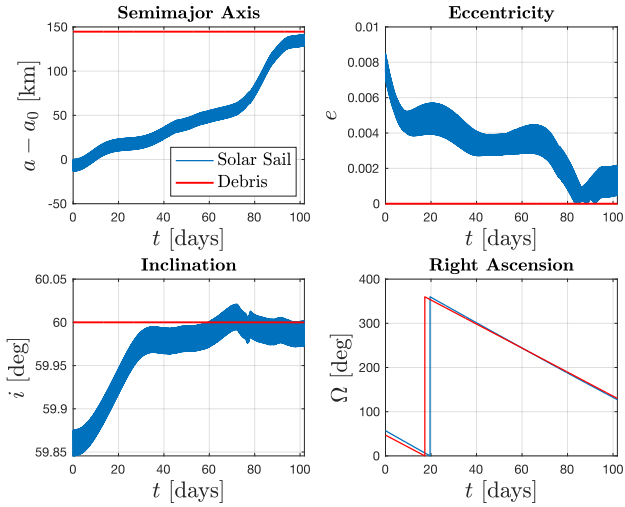 Semimajor Axis
150
100
50
0
-50
a − a₀ [km]
0 20 40 60 80 100
t [days]
Solar Sail
Debris
Eccentricity
0.01
0.008
0.006
0.004
0.002
0
e
0 20 40 60 80 100
t [days]
Inclination
60.05
60
59.95
59.9
59.85
i [deg]
0 20 40 60 80 100
t [days]
Right Ascension
400
300
200
100
0
Ω [deg]
0 20 40 60 80 100
t [days]